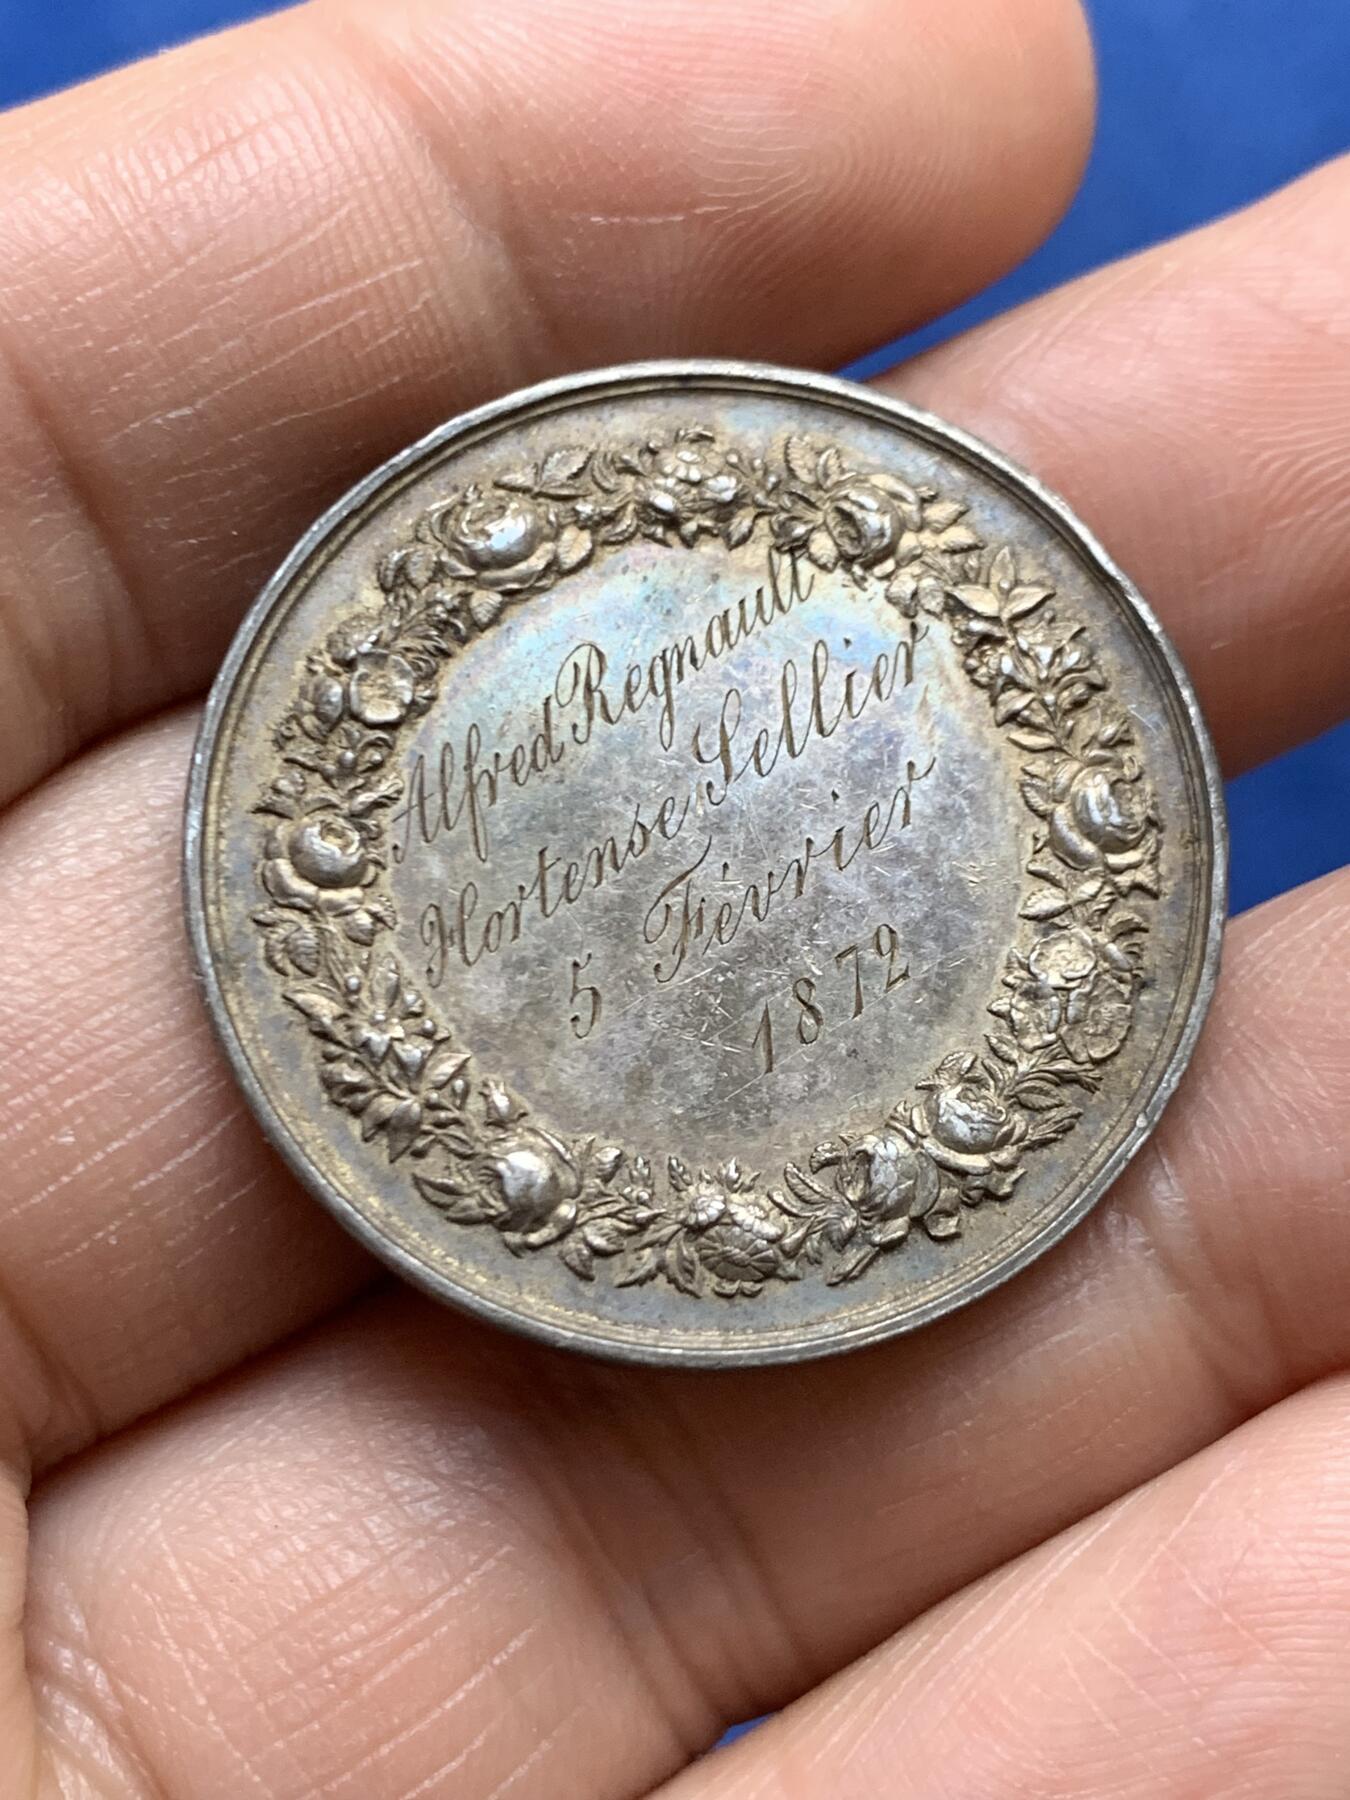 Alfred Regnault
Hortense Sellier
5 Février
1872